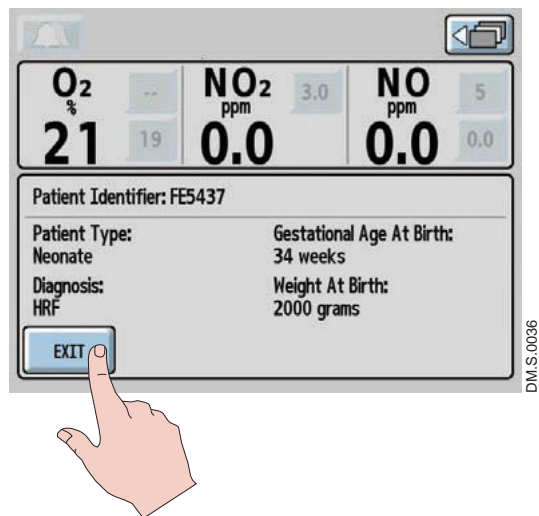 O2 % -- NO2 ppm 3.0 NO ppm 5
21 19 0.0 0.0 0.0
Patient Identifier: FE5437
Patient Type: Gestational Age At Birth:
Neonate 34 weeks
Diagnosis: Weight At Birth:
HRF 2000 grams
EXIT
DM.S.0036